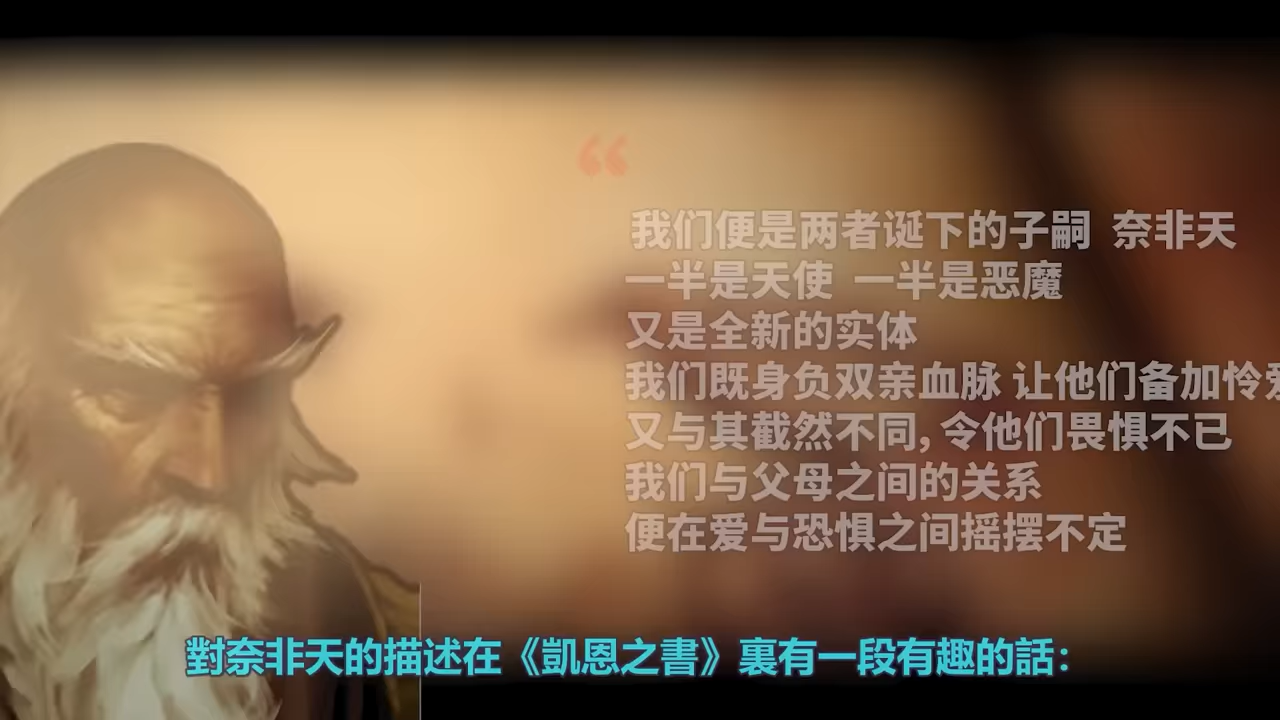 “
我们便是两者诞下的子嗣 奈非天
一半是天使 一半是恶魔
又是全新的实体
我们既身负双亲血脉 让他们备加怜爱
又与其截然不同, 令他们畏惧不已
我们与父母之间的关系
便在爱与恐惧之间摇摆不定
對奈非天的描述在《凱恩之書》裏有一段有趣的話：